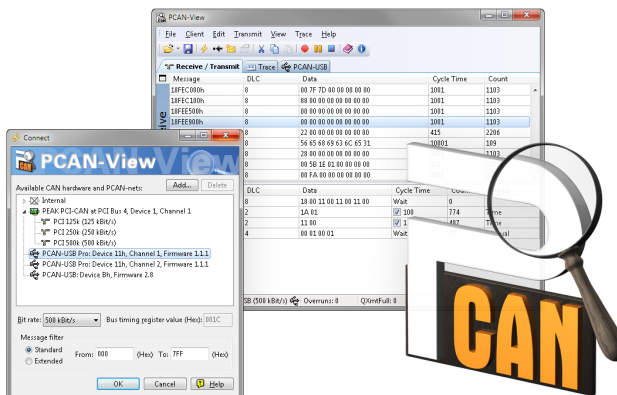 PCAN-View
File Client Edit Transmit View Trace Help
Receive / Transmit Trace PCAN-USB
Message DLC Data Cycle Time Count
18FEC000h 8 00 7F 7D 00 00 00 00 00 1001 1103
18FEC100h 8 88 00 00 00 00 00 00 00 1001 1103
18FEE500h 8 00 00 00 00 00 00 00 00 1001 1103
18FEE900h 8 00 00 00 00 00 00 00 00 1001 1103
8 22 00 00 00 00 00 00 00 415 2206
8 56 65 68 69 63 6C 65 31 10001 109
8 28 00 00 00 00 00 00 00 1103
8 00 5B 1E 01 00 00 00 00
8 00 FA 00 00 00 00 00 00
DLC Data Cycle Time Count
8 18 00 11 00 11 00 11 00 Wait 0
2 1A 01 100 774 Time
2 11 00 487 Time
4 00 01 00 01 Wait
SB (500 kBit/s) Overruns: 0 QXmtFull: 0
Connect
PCAN-View
Available CAN hardware and PCAN-nets: Add... Delete
Internal
PEAK PCI-CAN at PCI Bus 4, Device 1, Channel 1
PCI 125k (125 kBit/s)
PCI 250k (250 kBit/s)
PCI 500k (500 kBit/s)
PCAN-USB Pro: Device 11h, Channel 1, Firmware 1.1.1
PCAN-USB Pro: Device 11h, Channel 2, Firmware 1.1.1
PCAN-USB: Device Bh, Firmware 2.8
Bit rate: 500 kBit/s Bus timing register value (Hex): 001C
Message filter
Standard
Extended
From: 000 (Hex) To: 7FF (Hex)
OK Cancel Help
CAN